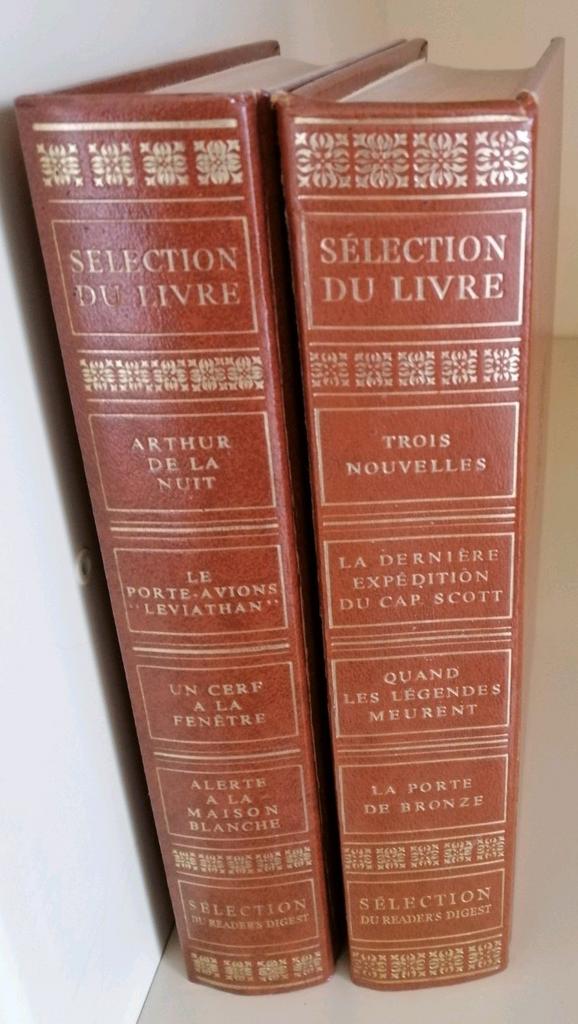 SELECTION
DU LIVRE
ARTHUR
DE LA
NUIT
LE
PORTE-AVIONS
"LEVIATHAN"
UN CERF
A LA
FENÊTRE
ALERTE
A LA
MAISON
BLANCHE
SÉLECTION
DU READER'S DIGEST
SÉLECTION
DU LIVRE
TROIS
NOUVELLES
LA DERNIÈRE
EXPÉDITION
DU CAP. SCOTT
QUAND
LES LÉGENDES
MEURENT
LA PORTE
DE BRONZE
SÉLECTION
DU READER'S DIGEST